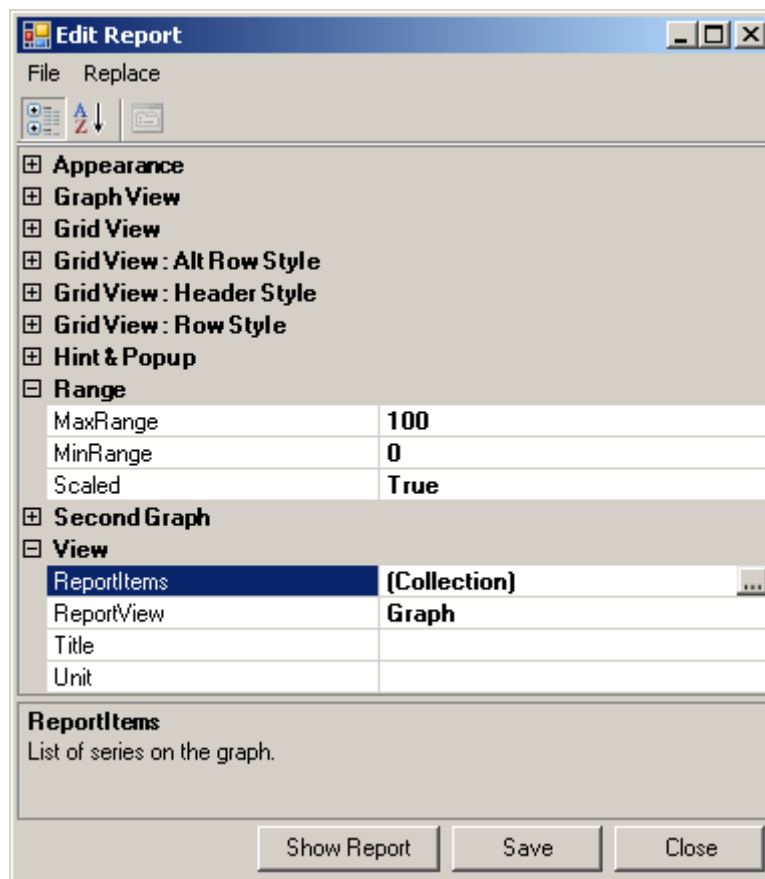 Edit Report
File Replace
A
Z
Appearance
Graph View
Grid View
Grid View : Alt Row Style
Grid View : Header Style
Grid View : Row Style
Hint & Popup
Range
MaxRange 100
MinRange 0
Scaled True
Second Graph
View
ReportItems (Collection) ...
ReportView Graph
Title
Unit
ReportItems
List of series on the graph.
Show Report Save Close